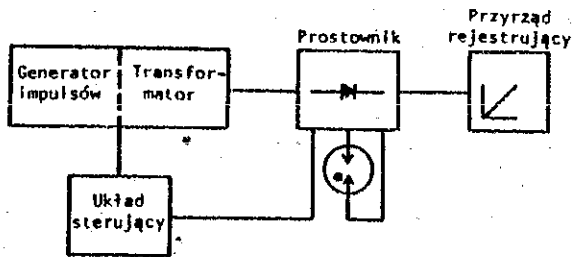 Przyrząd
rejestrujący
Prostownik
Generator
impulsów
Transfor-
mator
Układ
sterujący